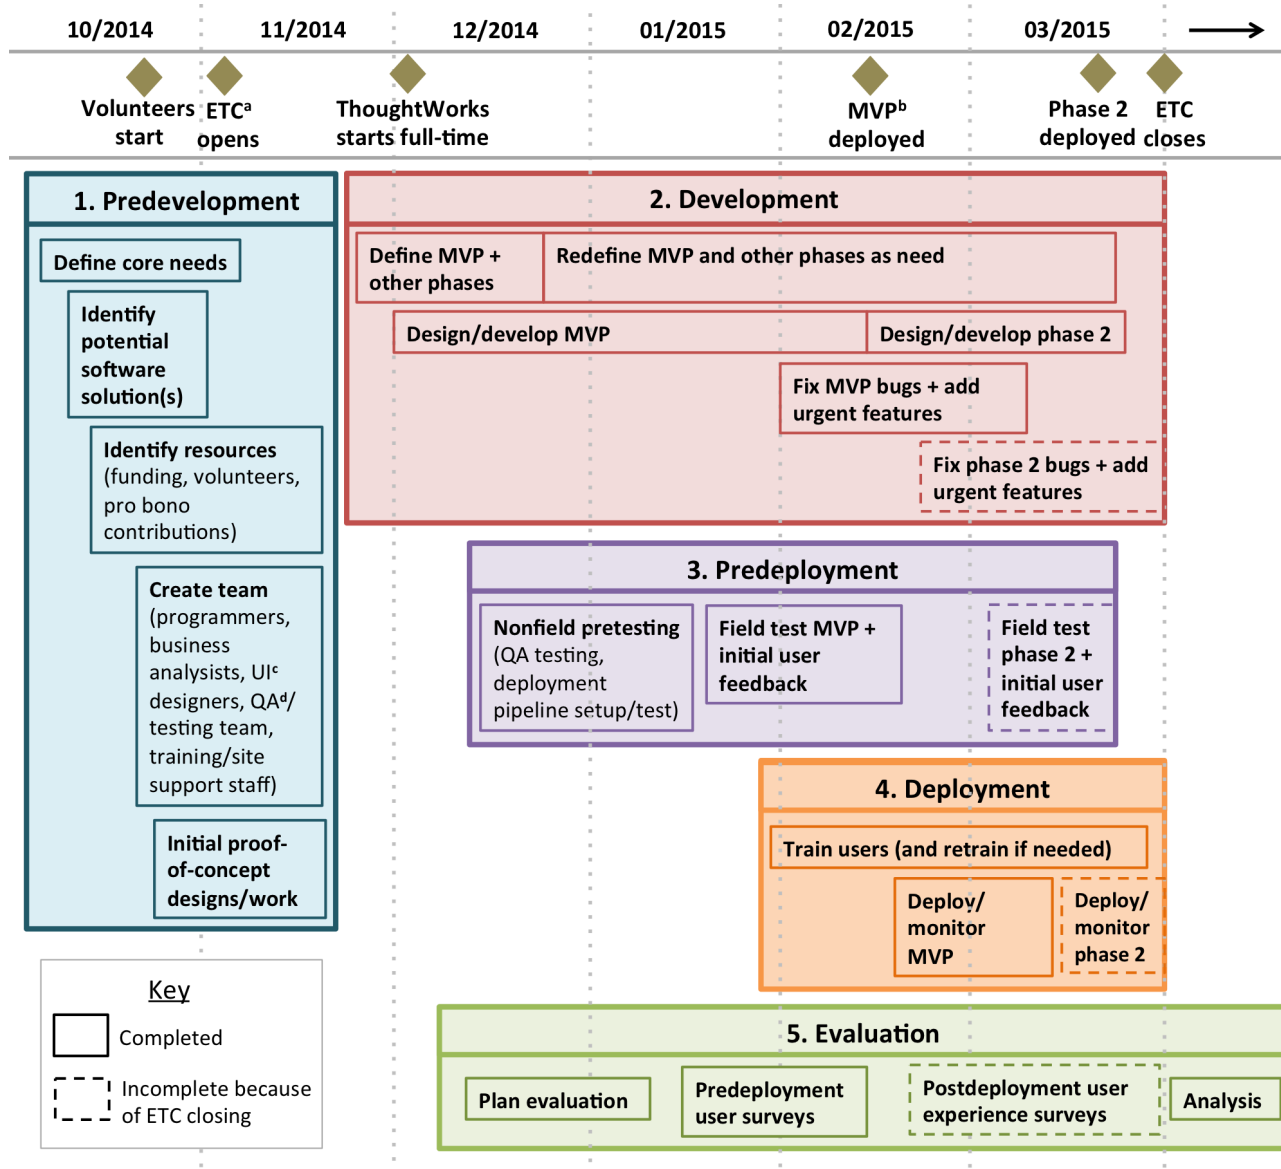 10/2014 11/2014 12/2014 01/2015 02/2015 03/2015
Volunteers
start
ETCᵃ
opens
ThoughtWorks
starts full-time
MVPᵇ
deployed
Phase 2
deployed
ETC
closes
1. Predevelopment
Define core needs
Identify
potential
software
solution(s)
Identify resources
(funding, volunteers,
pro bono
contributions)
Create team
(programmers,
business
analysts, UIᶜ
designers, QAᵈ/
testing team,
training/site
support staff)
Initial proof-
of-concept
designs/work
2. Development
Define MVP +
other phases
Redefine MVP and other phases as need
Design/develop MVP
Design/develop phase 2
Fix MVP bugs + add
urgent features
Fix phase 2 bugs + add
urgent features
3. Predeployment
Nonfield pretesting
(QA testing,
deployment
pipeline setup/test)
Field test MVP +
initial user
feedback
Field test
phase 2 +
initial user
feedback
4. Deployment
Train users (and retrain if needed)
Deploy/
monitor
MVP
Deploy/
monitor
phase 2
5. Evaluation
Plan evaluation
Predeployment
user surveys
Postdeployment user
experience surveys
Analysis
Key
Completed
Incomplete because
of ETC closing